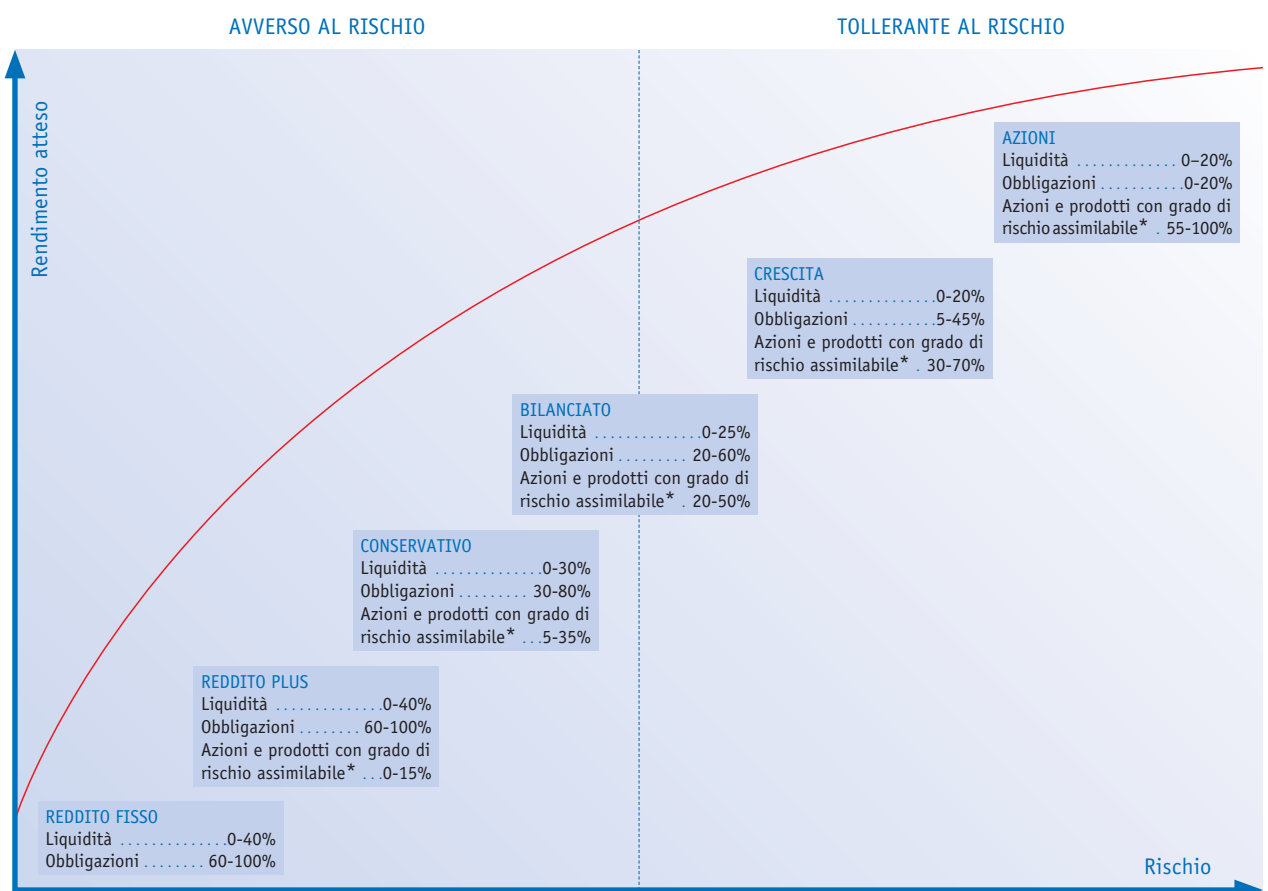 AVVERSO AL RISCHIO
TOLLERANTE AL RISCHIO
Rendimento atteso
AZIONI
Liquidità ............. 0–20%
Obbligazioni ...........0-20%
Azioni e prodotti con grado di
rischio assimilabile* . 55-100%
CRESCITA
Liquidità ..............0-20%
Obbligazioni ...........5-45%
Azioni e prodotti con grado di
rischio assimilabile* . 30-70%
BILANCIATO
Liquidità ..............0-25%
Obbligazioni ......... 20-60%
Azioni e prodotti con grado di
rischio assimilabile* . 20-50%
CONSERVATIVO
Liquidità ..............0-30%
Obbligazioni ......... 30-80%
Azioni e prodotti con grado di
rischio assimilabile* ...5-35%
REDDITO PLUS
Liquidità ..............0-40%
Obbligazioni ........ 60-100%
Azioni e prodotti con grado di
rischio assimilabile* ...0-15%
REDDITO FISSO
Liquidità ..............0-40%
Obbligazioni ........ 60-100%
Rischio